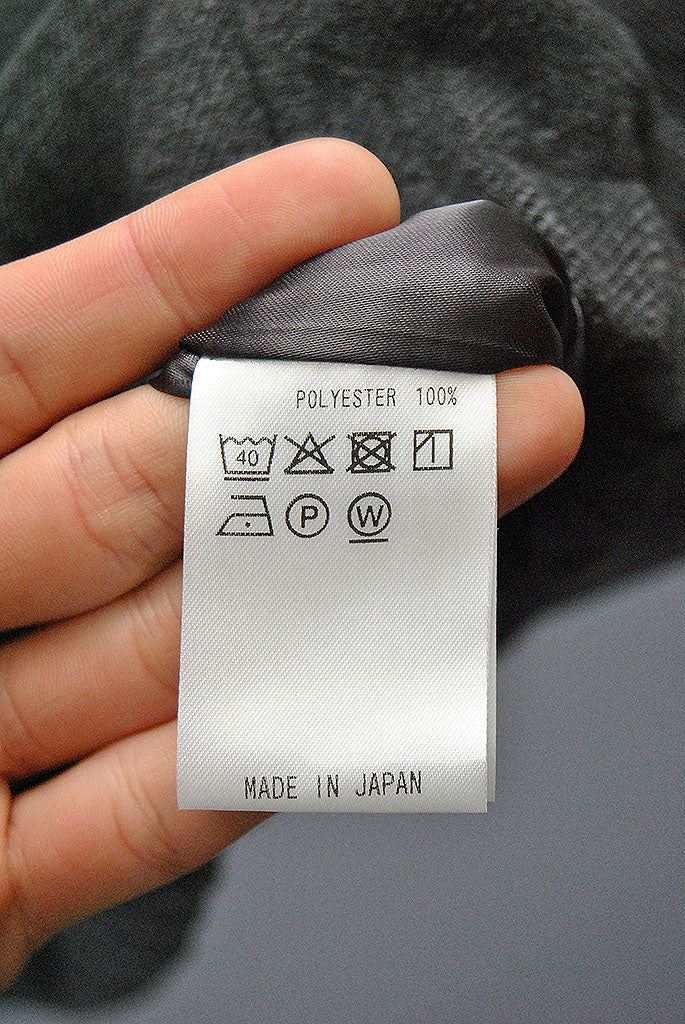 POLYESTER 100%
40
P W
MADE IN JAPAN